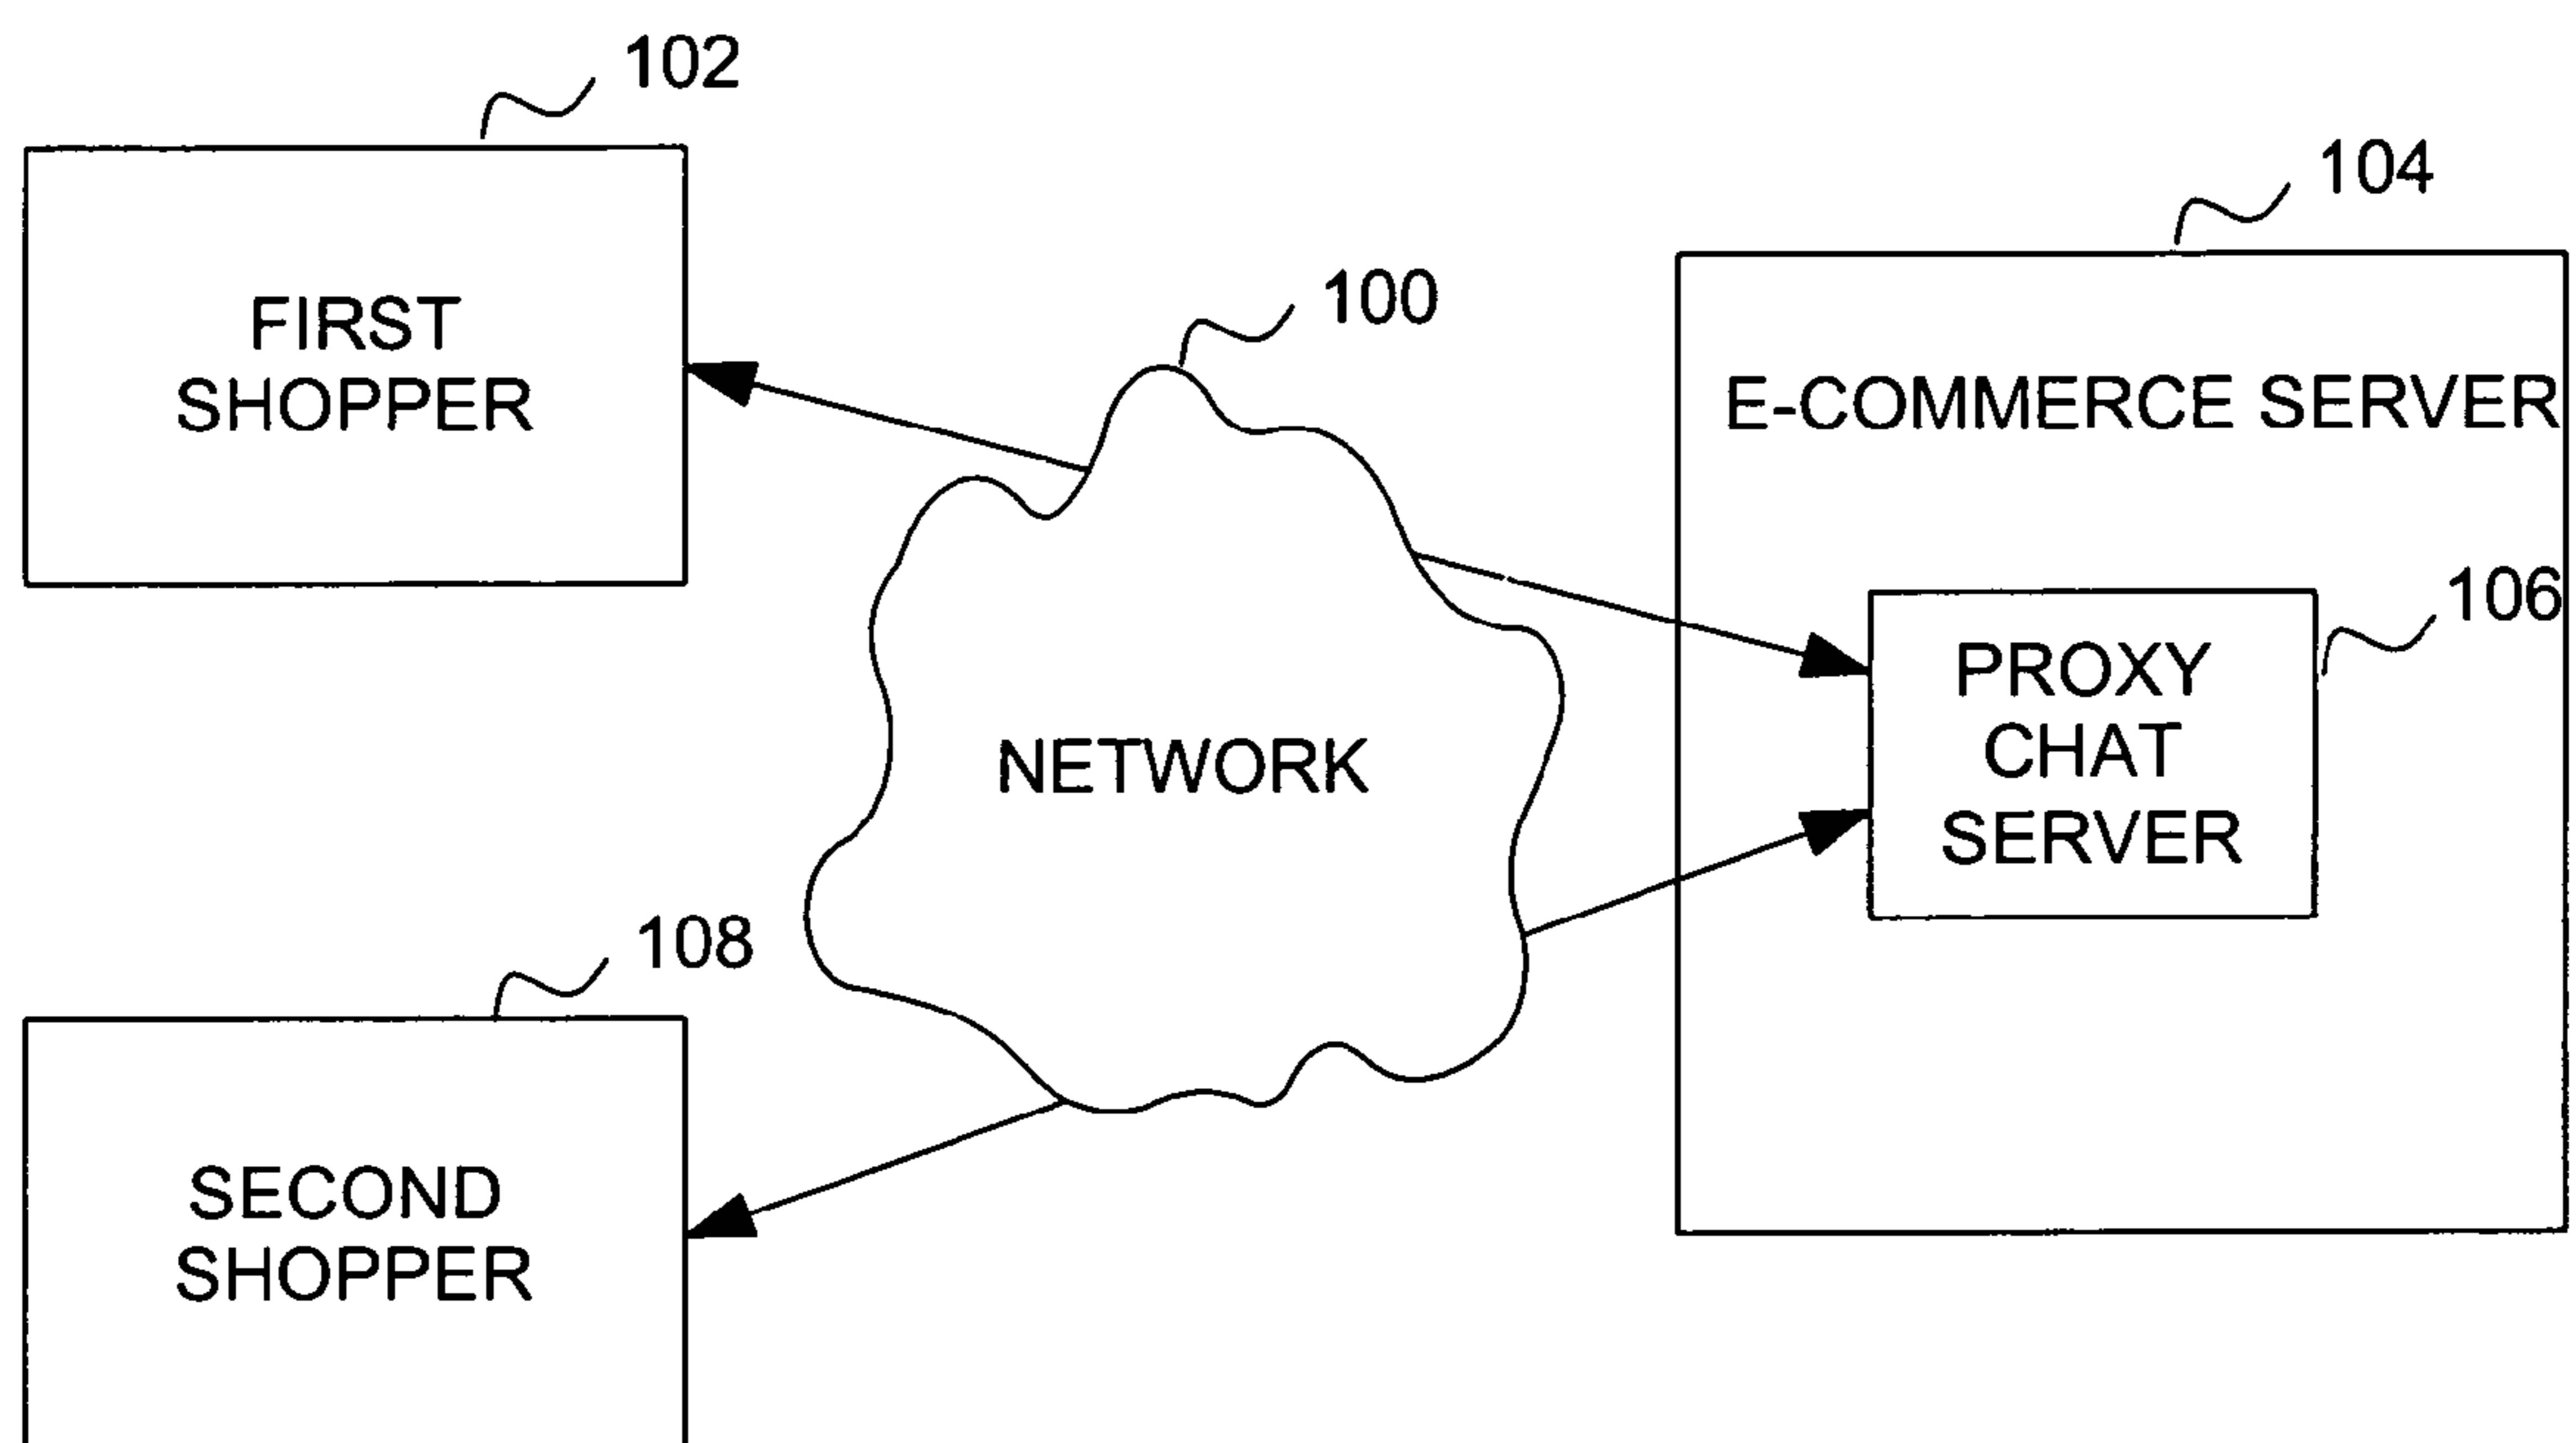 102
FIRST
SHOPPER
104
E-COMMERCE SERVER
100
NETWORK
106
PROXY
CHAT
SERVER
108
SECOND
SHOPPER